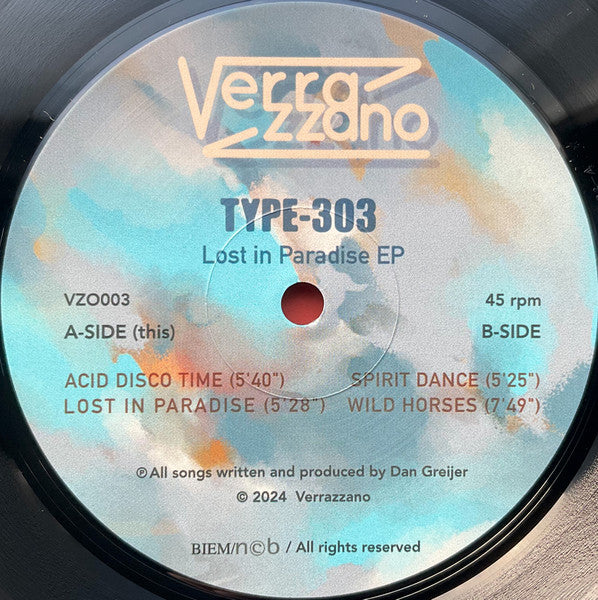 Verra
zzano
TYPE-303
Lost in Paradise EP
VZO003 45 rpm
A-SIDE (this) B-SIDE
ACID DISCO TIME (5'40") SPIRIT DANCE (5'25")
LOST IN PARADISE (5'28") WILD HORSES (7'49")
℗All songs written and produced by Dan Greijer
© 2024 Verrazzano
BIEM/n©b / All rights reserved